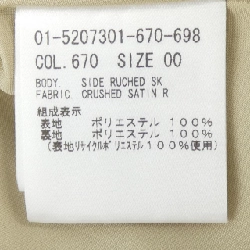 01-5207301-670-698
COL.670 SIZE 00
BODY. SIDE RUCHED SK
FABRIC CRUSHED SATIN R
組成表示
表地 ポリエステル 100%
裏地 ポリエステル 100%
(裏地リサイクルポリエステル100%使用)